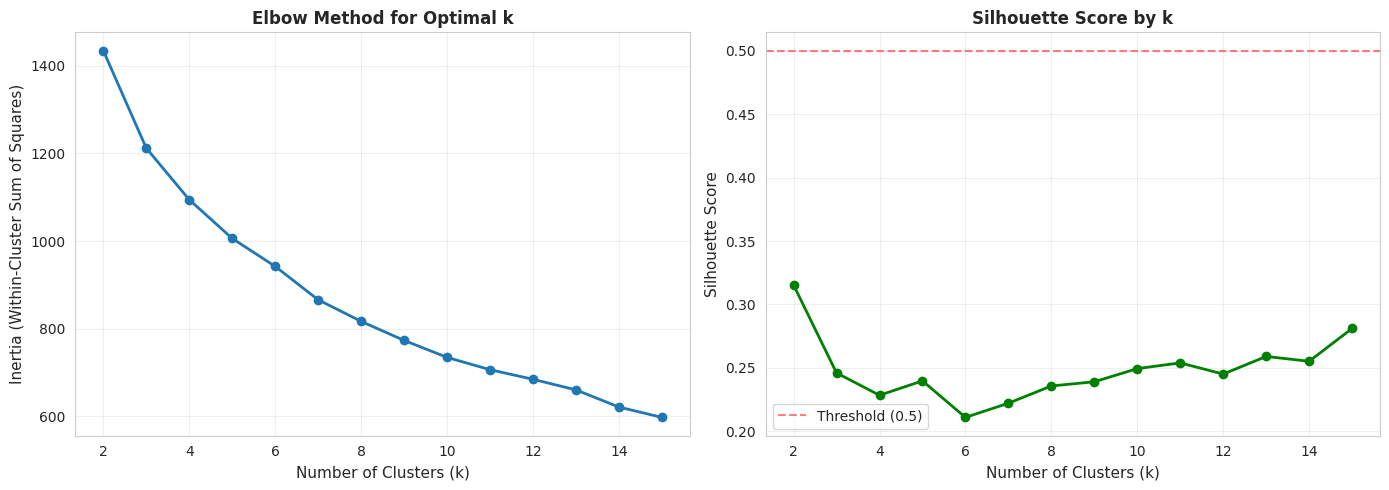 Elbow Method for Optimal k
Inertia (Within-Cluster Sum of Squares)
1400
1200
1000
800
600
2 4 6 8 10 12 14
Number of Clusters (k)
Silhouette Score by k
Silhouette Score
0.50
0.45
0.40
0.35
0.30
0.25
0.20
Threshold (0.5)
2 4 6 8 10 12 14
Number of Clusters (k)